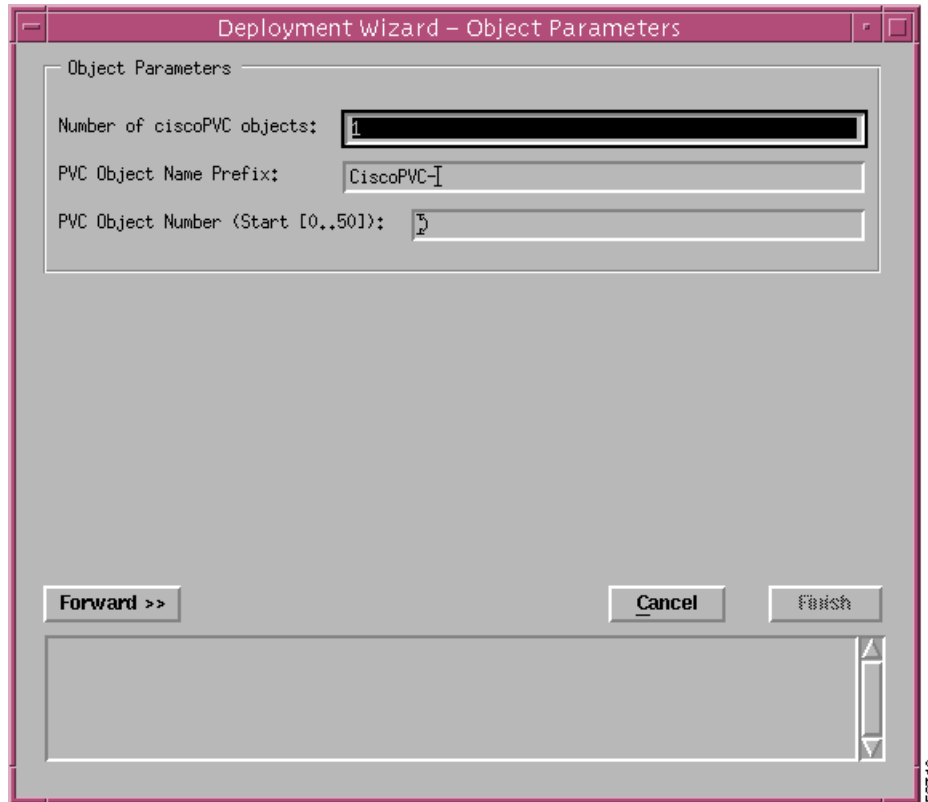 Deployment Wizard – Object Parameters
Object Parameters
Number of ciscoPVC objects: 1
PVC Object Name Prefix: CiscoPVC-
PVC Object Number (Start [0..50]):
Forward >>
Cancel
Finish